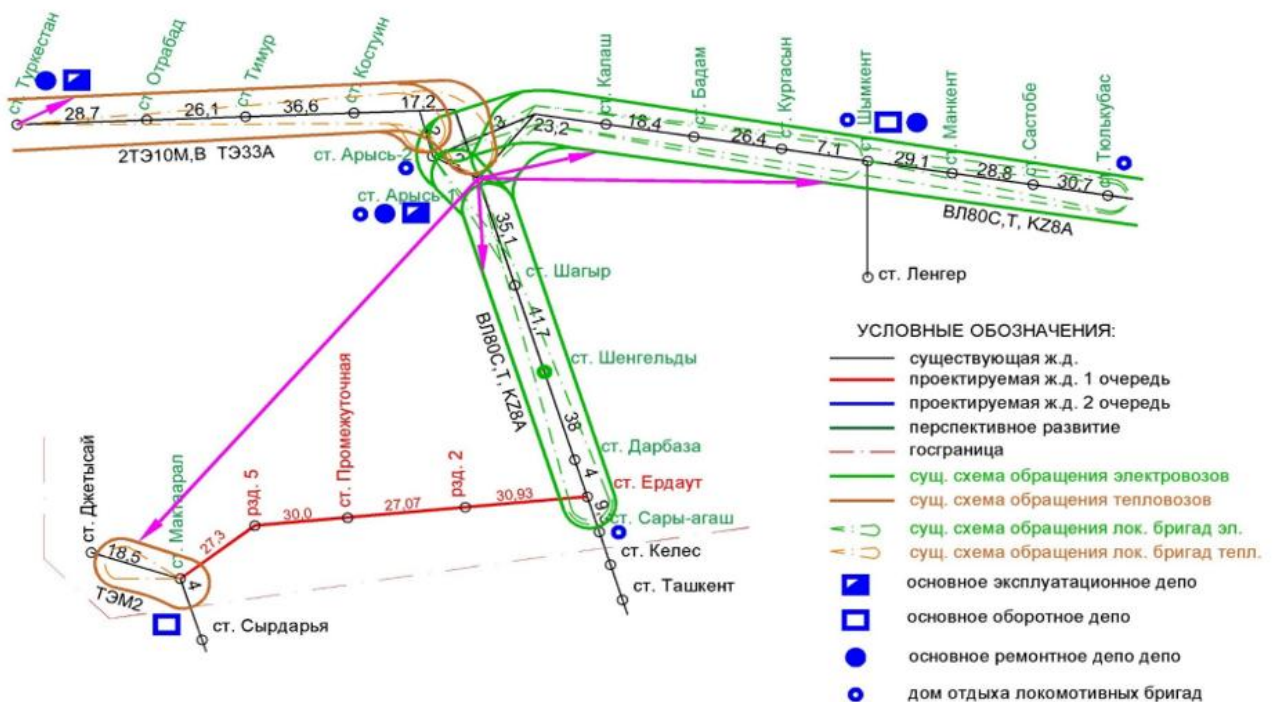 ст. Туркестан
ст. Отрабад
ст. Тимур
ст. Костуин
ст. Калаш
ст. Бадам
ст. Кургасын
ст. Шымкент
ст. Манкент
ст. Састобе
ст. Тюлькубас
28,7
26,1
36,6
17,2
3
23,2
18,4
26,4
7,1
29,1
28,8
30,7
2ТЭ10М,В ТЭ33А
ст. Арысь-2
ст. Арысь-1
ВЛ80С,Т, KZ8A
35,1
ст. Шагыр
ст. Ленгер
41,7
ВЛ80С,Т, KZ8A
ст. Шенгельды
38
ст. Дарбаза
4
ст. Ердаут
9,6
ст. Сары-агаш
ст. Келес
ст. Ташкент
ст. Джетысай
ст. Мактаарал
рзд. 5
ст. Промежуточная
рзд. 2
18,5
27,3
30,0
27,07
30,93
4
ТЭМ2
ст. Сырдарья
УСЛОВНЫЕ ОБОЗНАЧЕНИЯ:
существующая ж.д.
проектируемая ж.д. 1 очередь
проектируемая ж.д. 2 очередь
перспективное развитие
госграница
сущ. схема обращения электровозов
сущ. схема обращения тепловозов
сущ. схема обращения лок. бригад эл.
сущ. схема обращения лок. бригад тепл.
основное эксплуатационное депо
основное оборотное депо
основное ремонтное депо депо
дом отдыха локомотивных бригад